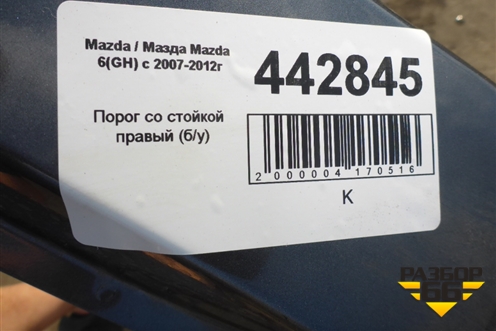 Mazda / Мазда Mazda
6(GH) с 2007-2012г
442845
Порог со стойкой
правый (б/у)
2 000004 170516
К
РАЗБОР
66